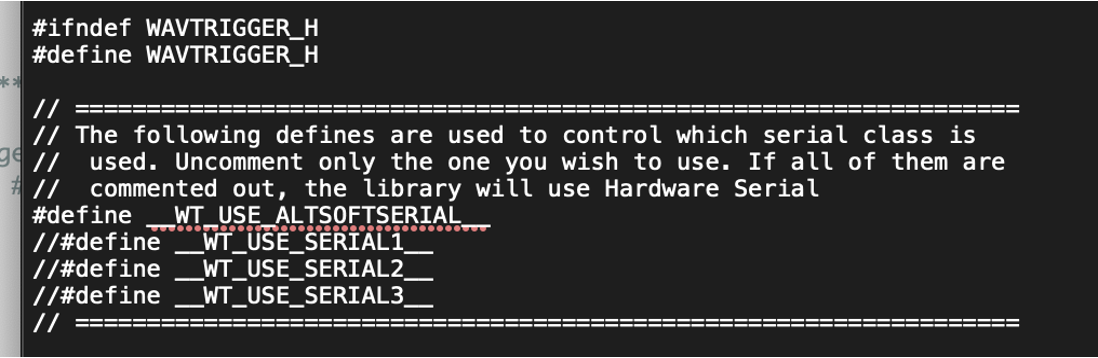 #ifndef WAVTRIGGER_H
#define WAVTRIGGER_H
**
// ==================================================================
// The following defines are used to control which serial class is
ge
//  used. Uncomment only the one you wish to use. If all of them are
#
//  commented out, the library will use Hardware Serial
#define __WT_USE_ALTSOFTSERIAL__
//#define __WT_USE_SERIAL1__
//#define __WT_USE_SERIAL2__
//#define __WT_USE_SERIAL3__
// ==================================================================